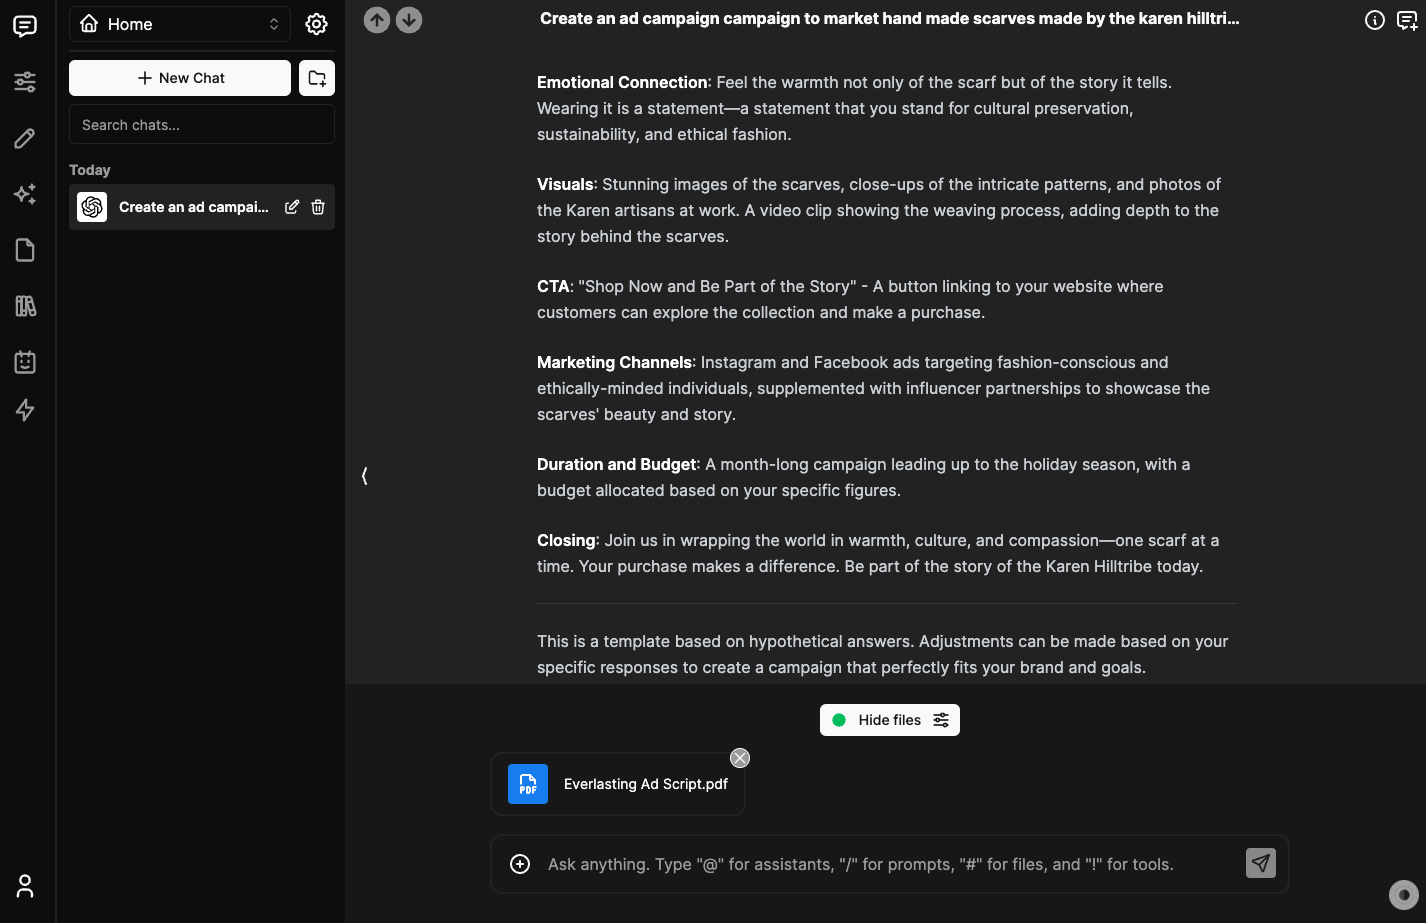 Home
New Chat
Search chats...
Today
Create an ad campai...
Create an ad campaign campaign to market hand made scarves made by the karen hilltri...
Emotional Connection: Feel the warmth not only of the scarf but of the story it tells.
Wearing it is a statement—a statement that you stand for cultural preservation,
sustainability, and ethical fashion.
Visuals: Stunning images of the scarves, close-ups of the intricate patterns, and photos of
the Karen artisans at work. A video clip showing the weaving process, adding depth to the
story behind the scarves.
CTA: "Shop Now and Be Part of the Story" - A button linking to your website where
customers can explore the collection and make a purchase.
Marketing Channels: Instagram and Facebook ads targeting fashion-conscious and
ethically-minded individuals, supplemented with influencer partnerships to showcase the
scarves' beauty and story.
Duration and Budget: A month-long campaign leading up to the holiday season, with a
budget allocated based on your specific figures.
Closing: Join us in wrapping the world in warmth, culture, and compassion—one scarf at a
time. Your purchase makes a difference. Be part of the story of the Karen Hilltribe today.
This is a template based on hypothetical answers. Adjustments can be made based on your
specific responses to create a campaign that perfectly fits your brand and goals.
Hide files
PDF
Everlasting Ad Script.pdf
Ask anything. Type "@" for assistants, "/" for prompts, "#" for files, and "!" for tools.